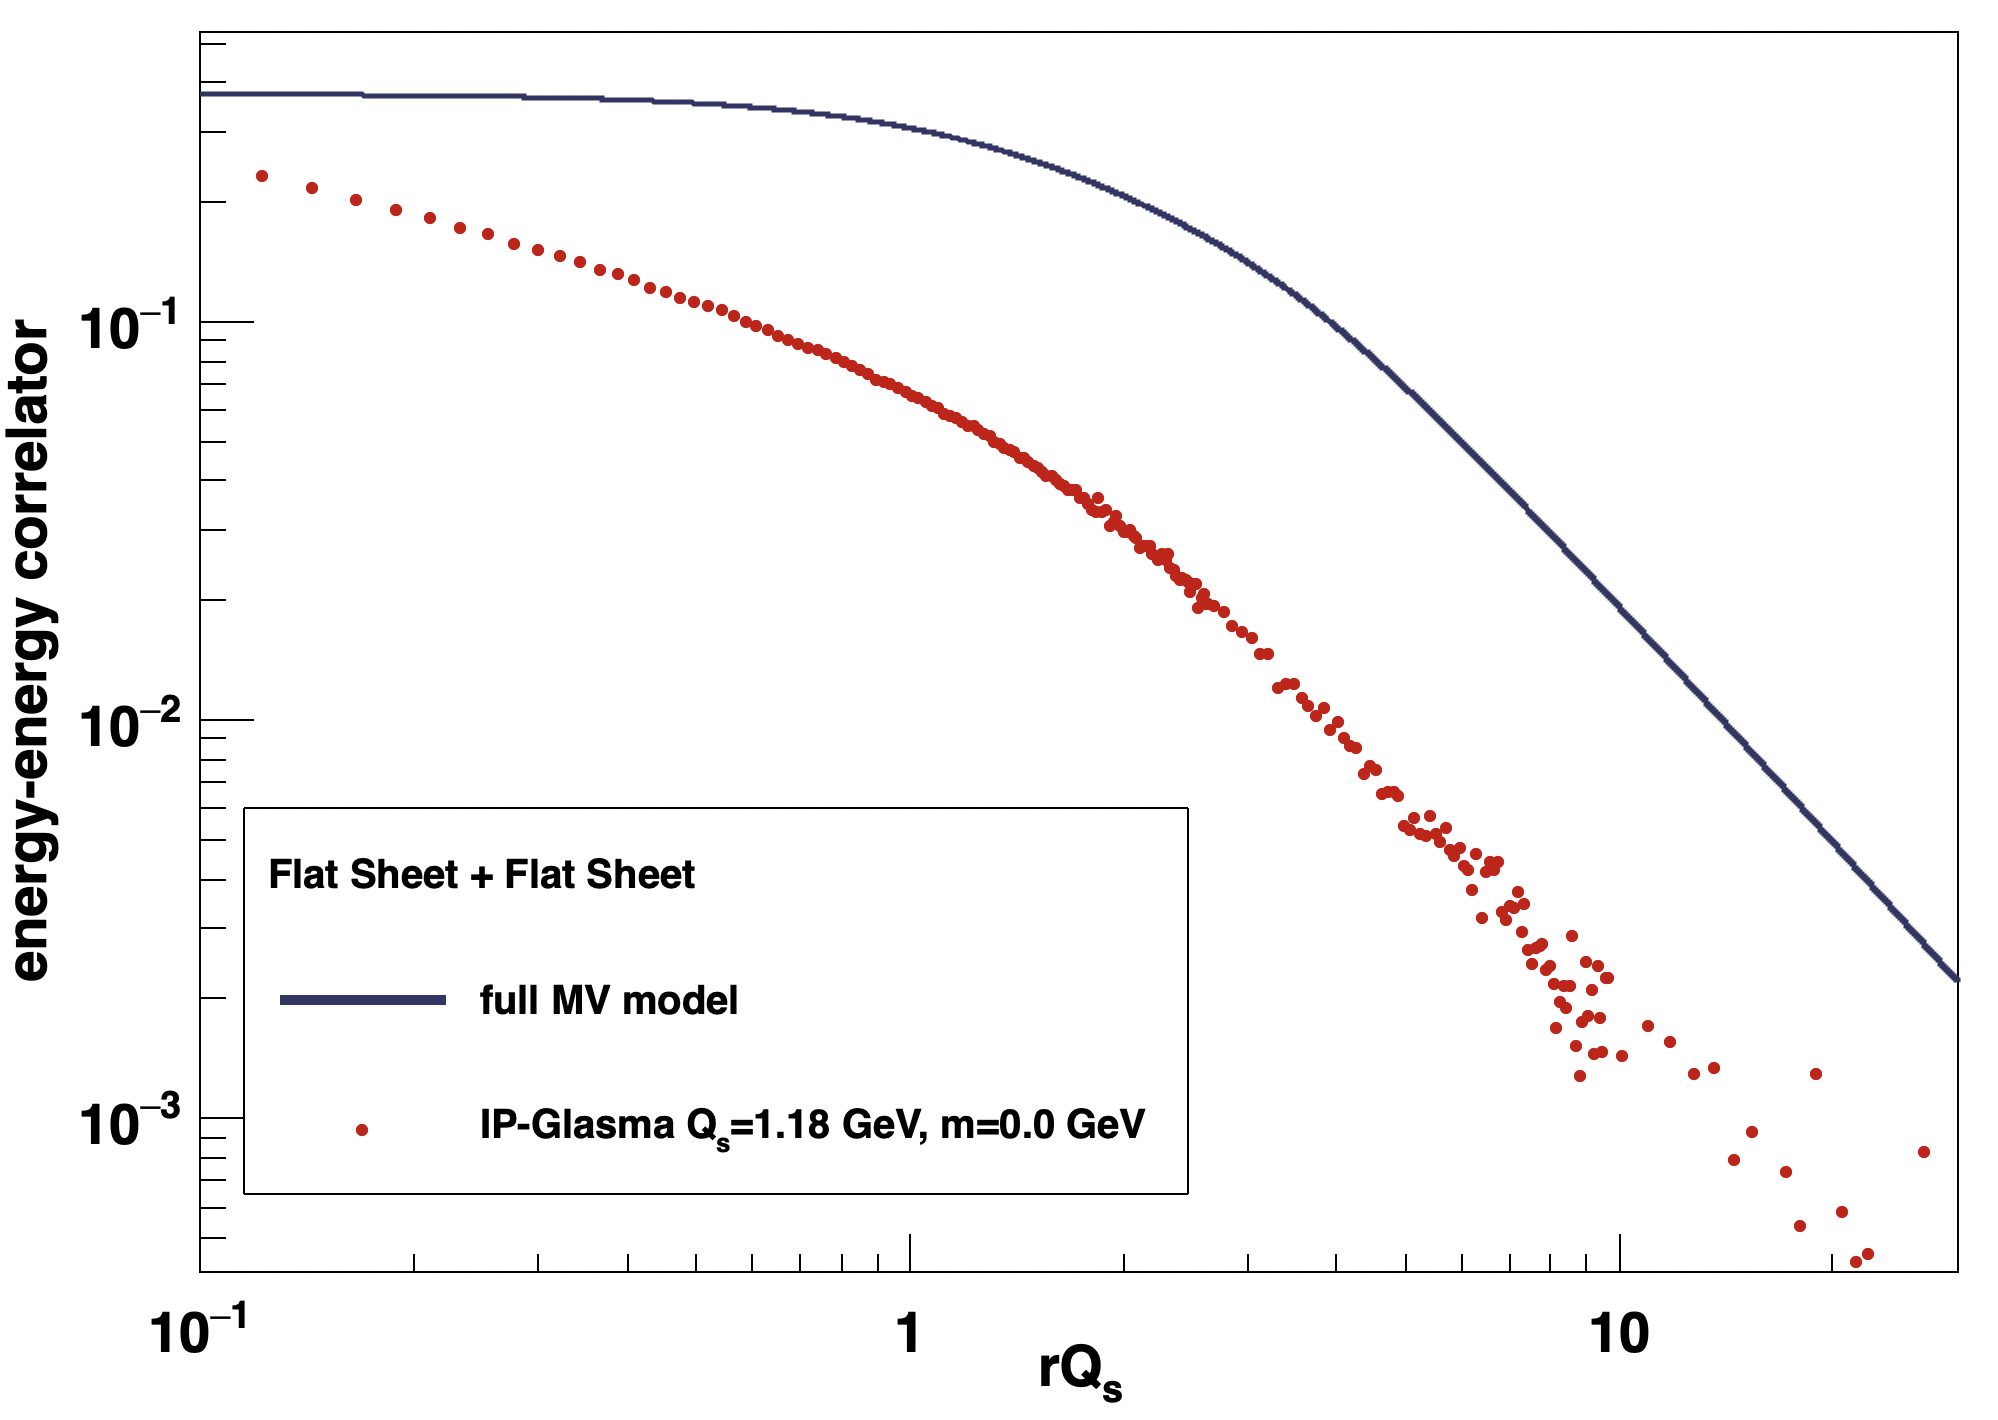 energy-energy correlator
10⁻¹
10⁻²
10⁻³
Flat Sheet + Flat Sheet
full MV model
IP-Glasma Qₛ=1.18 GeV, m=0.0 GeV
10⁻¹ 1 10
rQₛ